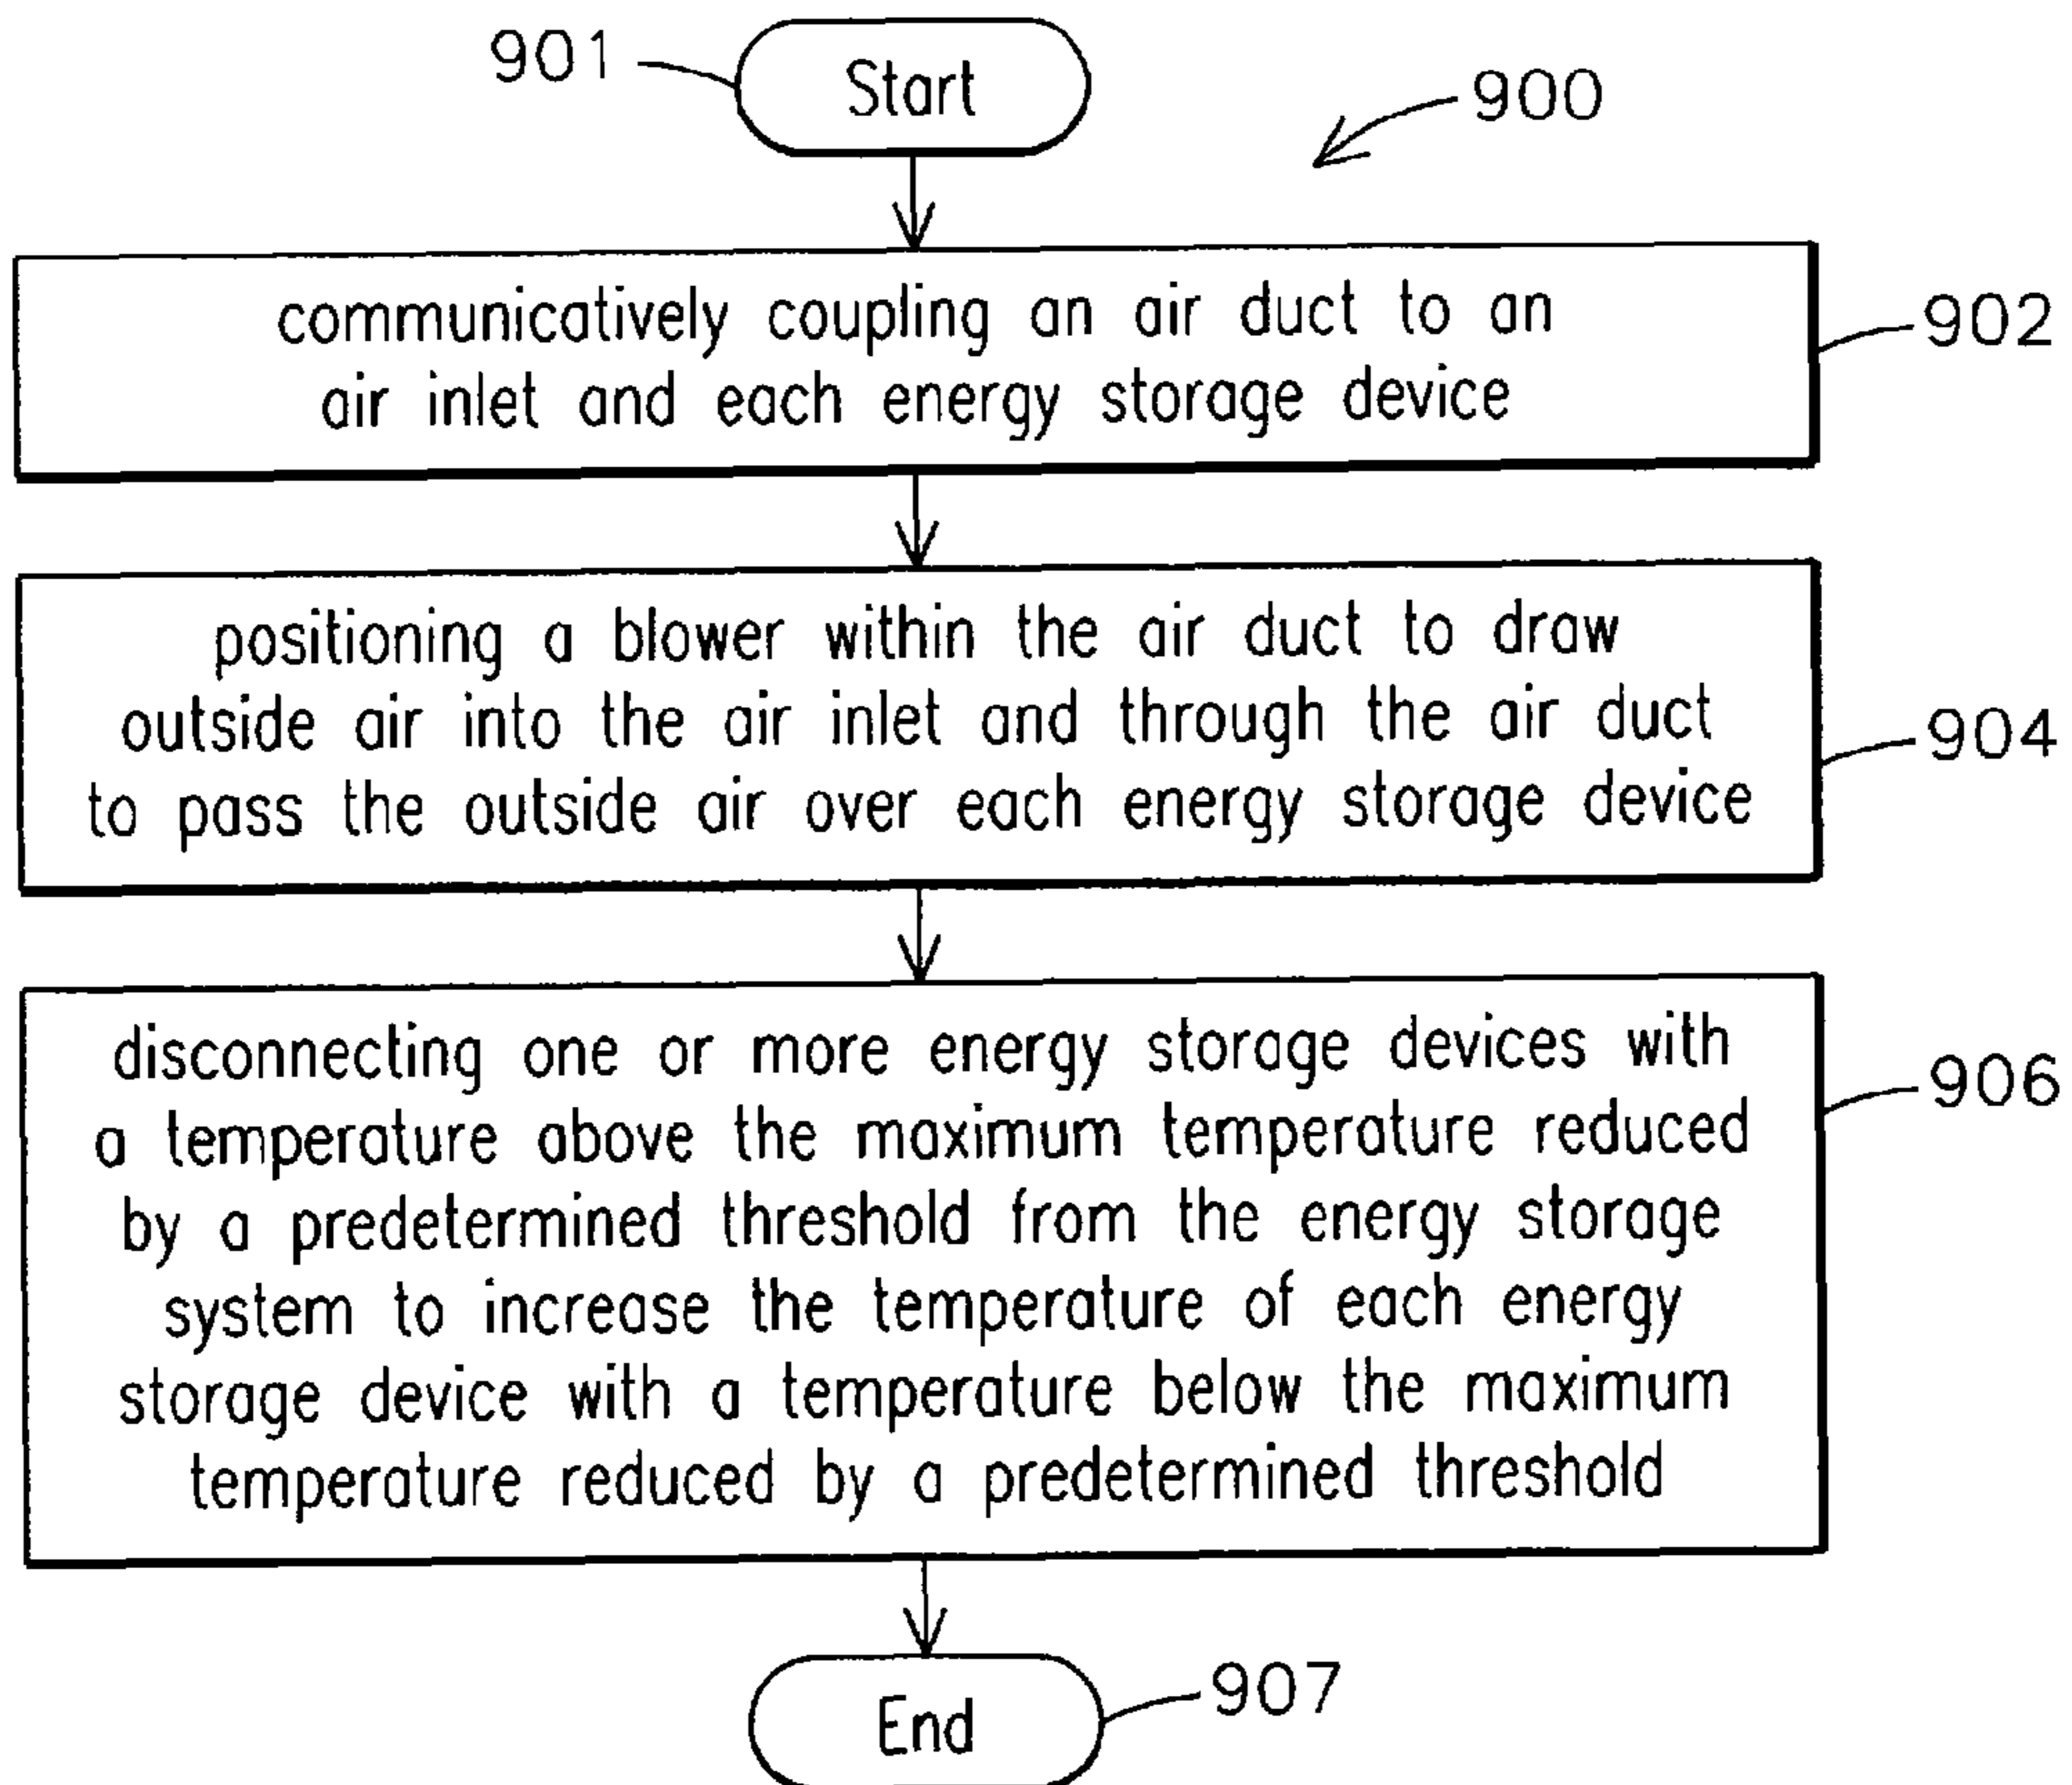 901
Start
900
communicatively coupling an air duct to an
air inlet and each energy storage device
902
positioning a blower within the air duct to draw
outside air into the air inlet and through the air duct
to pass the outside air over each energy storage device
904
disconnecting one or more energy storage devices with
a temperature above the maximum temperature reduced
by a predetermined threshold from the energy storage
system to increase the temperature of each energy
storage device with a temperature below the maximum
temperature reduced by a predetermined threshold
906
End
907